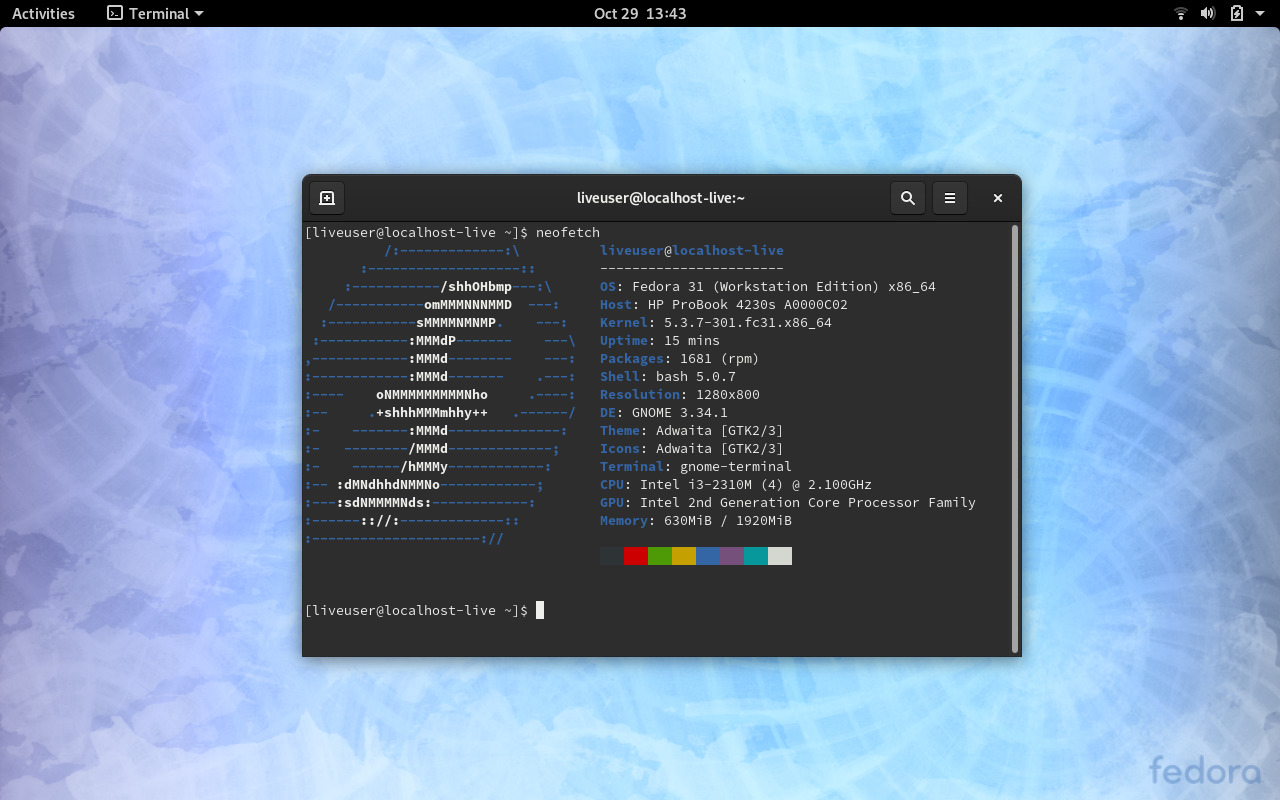 Activities Terminal Oct 29 13:43
liveuser@localhost-live:~
[liveuser@localhost-live ~]$ neofetch
/:-------------:\ liveuser@localhost-live
:-------------------:: -----------------------
:-----------/shhOHbmp---:\ OS: Fedora 31 (Workstation Edition) x86_64
/-----------omMMMNNNMMD ---: Host: HP ProBook 4230s A0000C02
:-----------sMMMMNMNMP. ---: Kernel: 5.3.7-301.fc31.x86_64
:-----------:MMMdP------- ---\ Uptime: 15 mins
,------------:MMMd-------- ---: Packages: 1681 (rpm)
:------------:MMMd------- .---: Shell: bash 5.0.7
:---- oNMMMMMMMMMNho .----: Resolution: 1280x800
:-- .+shhhMMMmhhy++ .------/ DE: GNOME 3.34.1
:- -------:MMMd--------------: Theme: Adwaita [GTK2/3]
:- --------/MMMd-------------; Icons: Adwaita [GTK2/3]
:- ------/hMMMy------------: Terminal: gnome-terminal
:-- :dMNdhhdNMMNo------------; CPU: Intel i3-2310M (4) @ 2.100GHz
:---:sdNMMMMNds:------------: GPU: Intel 2nd Generation Core Processor Family
:------:://:-------------:: Memory: 630MiB / 1920MiB
:---------------------://
[liveuser@localhost-live ~]$
fedora